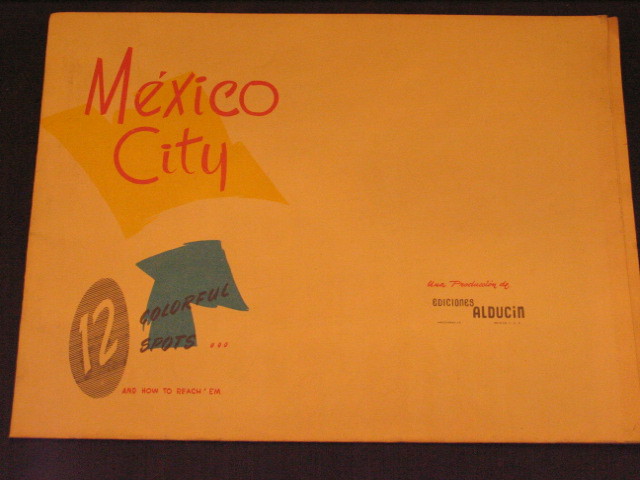 México
City
12
COLORFUL
SPOTS ...
AND HOW TO REACH 'EM
Una Producción de
EDICIONES
ALDUCIN